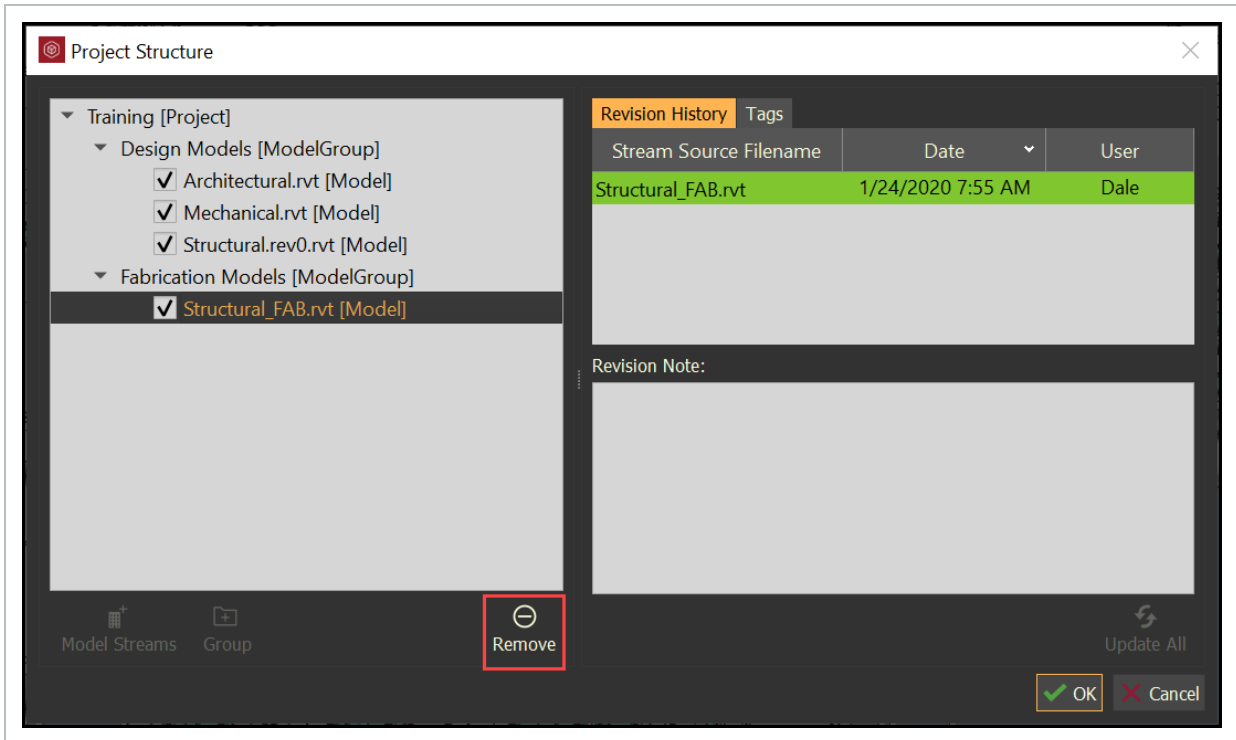 Project Structure
Training [Project]
Design Models [ModelGroup]
Architectural.rvt [Model]
Mechanical.rvt [Model]
Structural.rev0.rvt [Model]
Fabrication Models [ModelGroup]
Structural_FAB.rvt [Model]
Model Streams Group Remove
Revision History Tags
Stream Source Filename Date User
Structural_FAB.rvt 1/24/2020 7:55 AM Dale
Revision Note:
Update All
OK Cancel